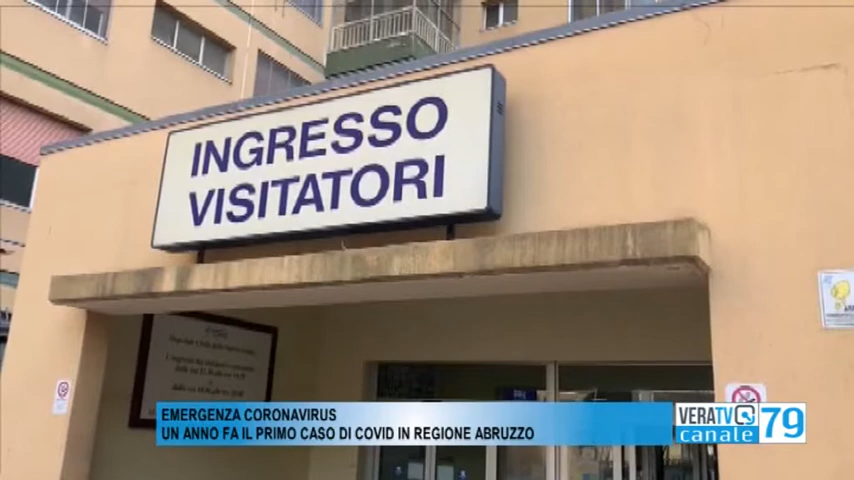 INGRESSO
VISITATORI
EMERGENZA CORONAVIRUS
UN ANNO FA IL PRIMO CASO DI COVID IN REGIONE ABRUZZO
VERATV
canale 79